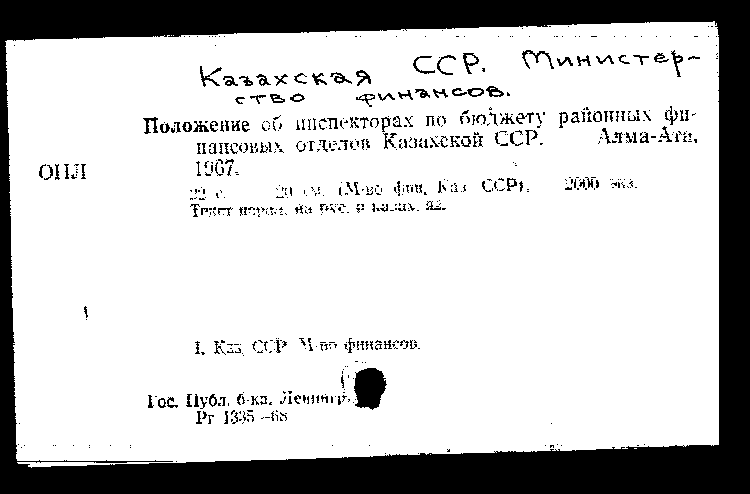 Казахская ССР. Министер-
ство финансов.
Положение об инспекторах по бюджету районных фи-
нансовых отделов Казахской ССР. Алма-Ата,
1967.
ОНЛ
22 с. 20 см. (М-во фин. Каз ССР). 2000 экз.
Текст парал. на рус. и казах. яз.
I. Каз. ССР М-во финансов.
Гос. Публ. б-ка. Ленингр.
Рг 1335-68